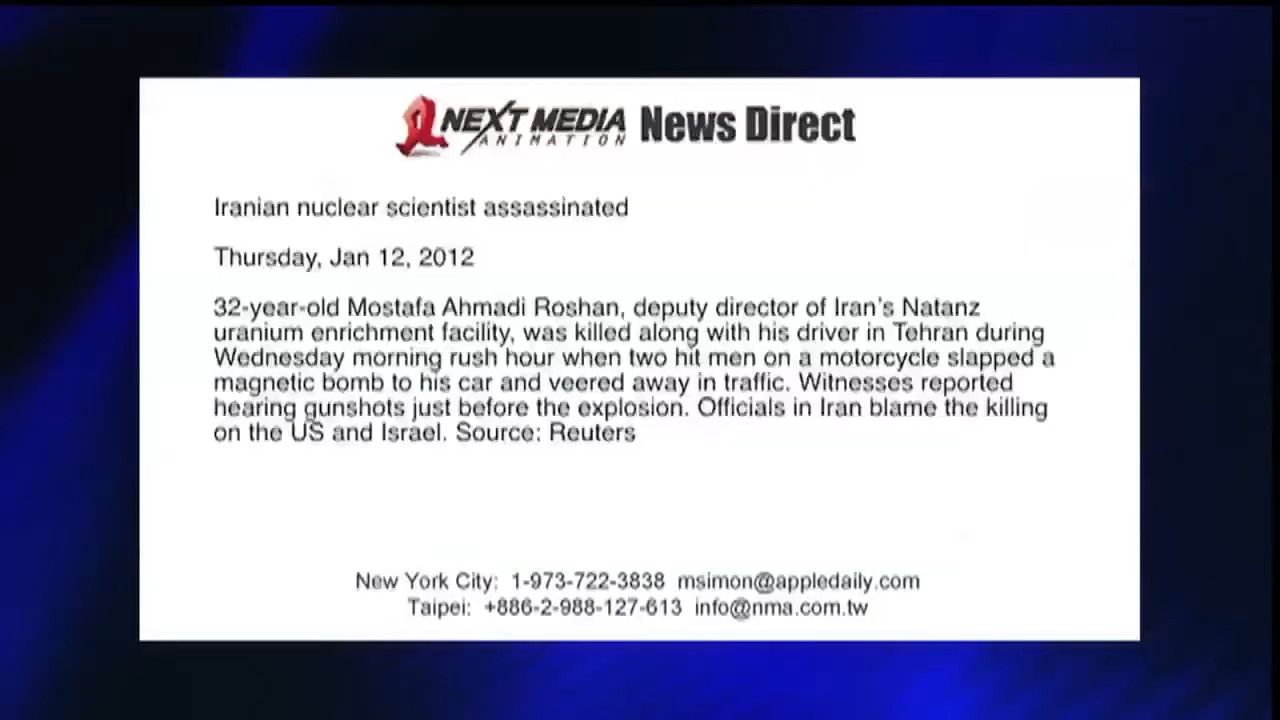 NEXT MEDIA
ANIMATION
News Direct
Iranian nuclear scientist assassinated
Thursday, Jan 12, 2012
32-year-old Mostafa Ahmadi Roshan, deputy director of Iran's Natanz
uranium enrichment facility, was killed along with his driver in Tehran during
Wednesday morning rush hour when two hit men on a motorcycle slapped a
magnetic bomb to his car and veered away in traffic. Witnesses reported
hearing gunshots just before the explosion. Officials in Iran blame the killing
on the US and Israel. Source: Reuters
New York City: 1-973-722-3838 msimon@appledaily.com
Taipei: +886-2-988-127-613 info@nma.com.tw